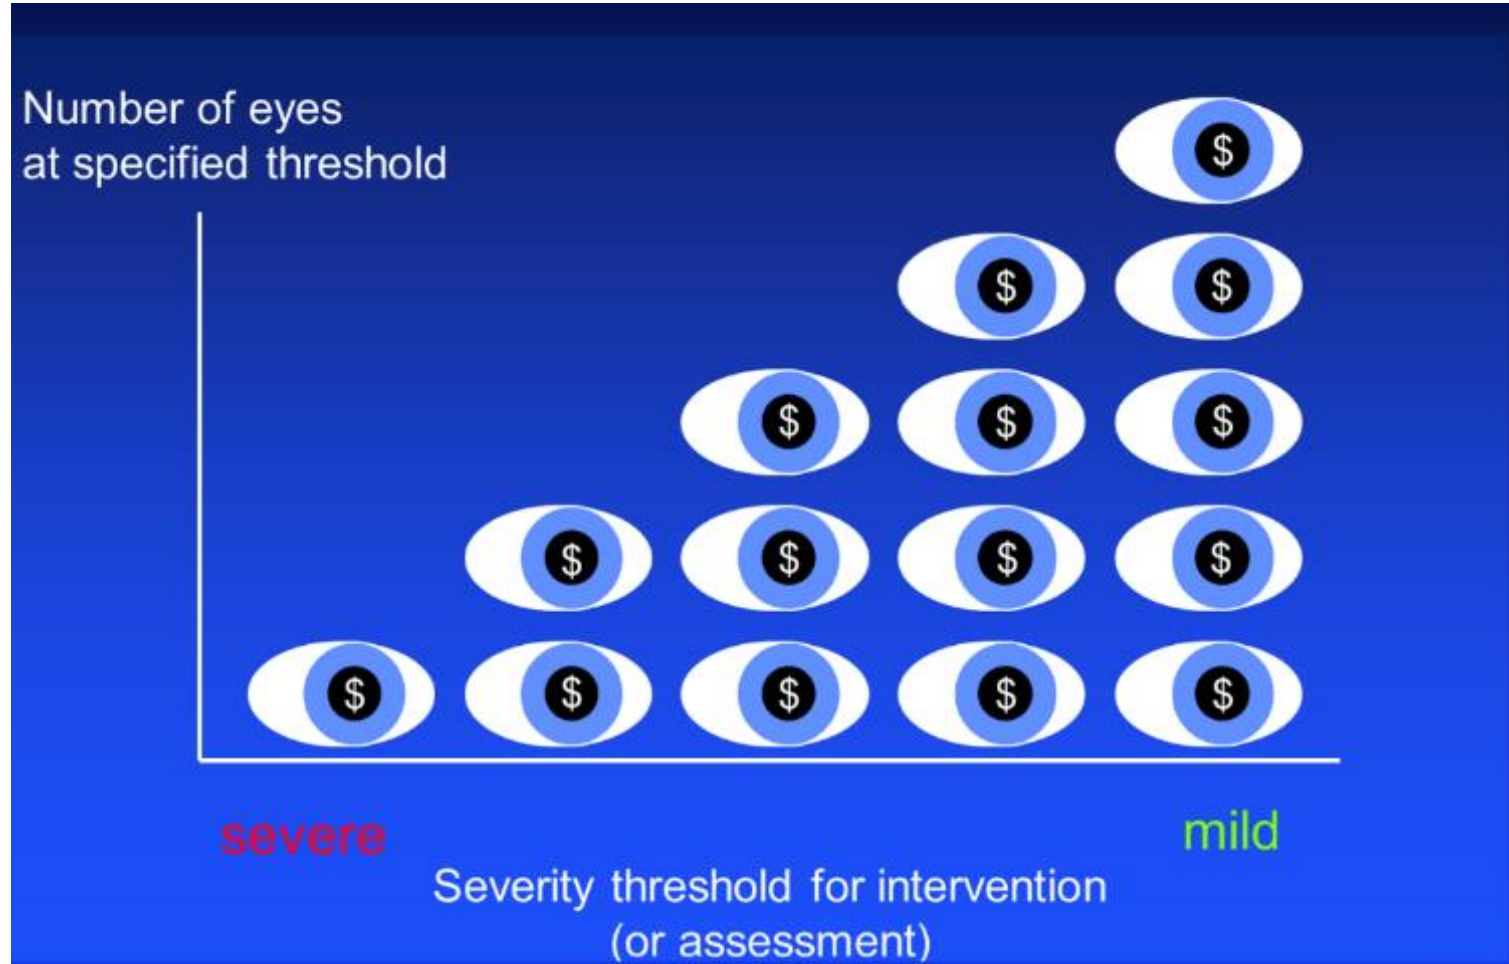 Number of eyes
at specified threshold
$
$ $
$ $ $
$ $ $ $
$ $ $ $ $
severe mild
Severity threshold for intervention
(or assessment)